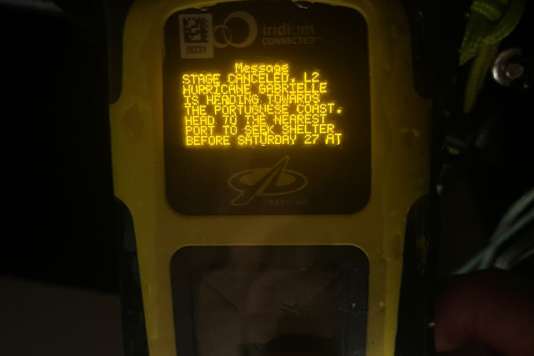 iridium
CONNECTED
Message
STAGE CANCELED. L2
HURRICANE GABRIELLE
IS HEADING TOWARDS
THE PORTUGUESE COAST.
HEAD TO THE NEAREST
PORT TO SEEK SHELTER
BEFORE SATURDAY 27 AT